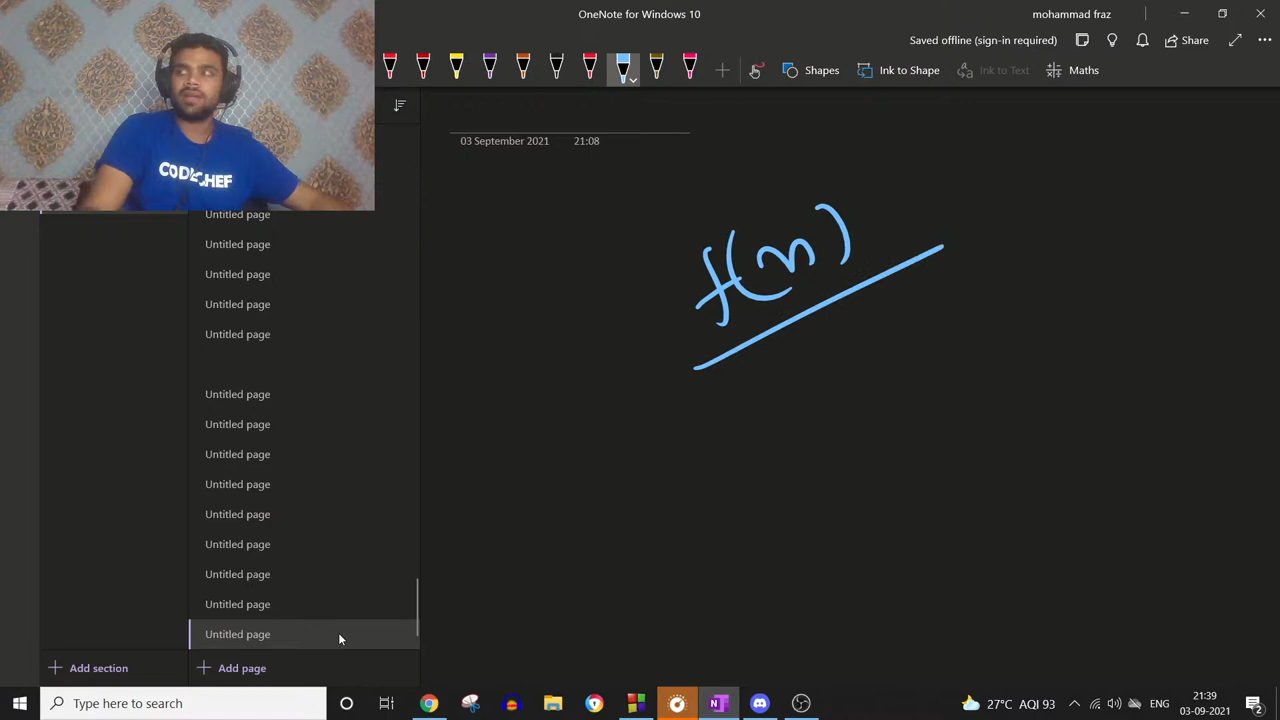 OneNote for Windows 10
mohammad fraz
Saved offline (sign-in required)
Share
Shapes
Ink to Shape
Ink to Text
Maths
CODECHEF
03 September 2021 21:08
f(n)
Untitled page
Untitled page
Untitled page
Untitled page
Untitled page
Untitled page
Untitled page
Untitled page
Untitled page
Untitled page
Untitled page
Untitled page
Untitled page
Untitled page
Add section
Add page
Type here to search
N
27°C AQI 93
ENG
21:39
03-09-2021
2